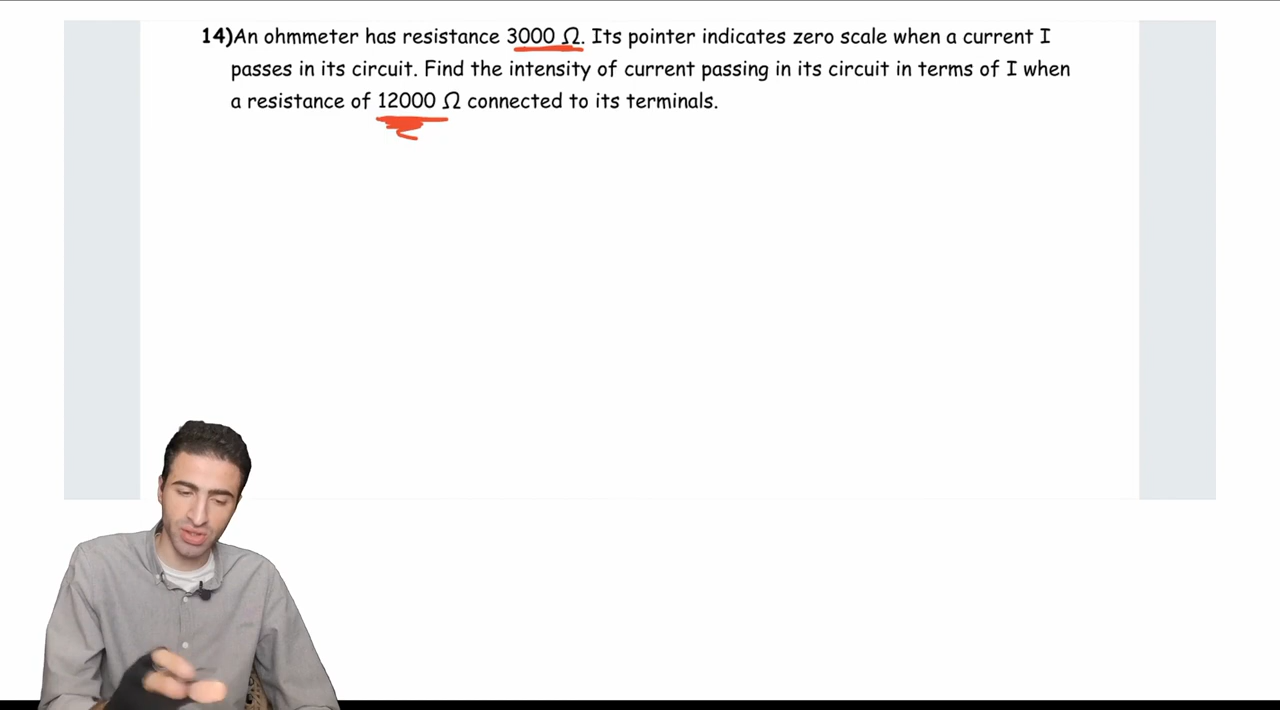 14)An ohmmeter has resistance 3000 Ω. Its pointer indicates zero scale when a current I
passes in its circuit. Find the intensity of current passing in its circuit in terms of I when
a resistance of 12000 Ω connected to its terminals.